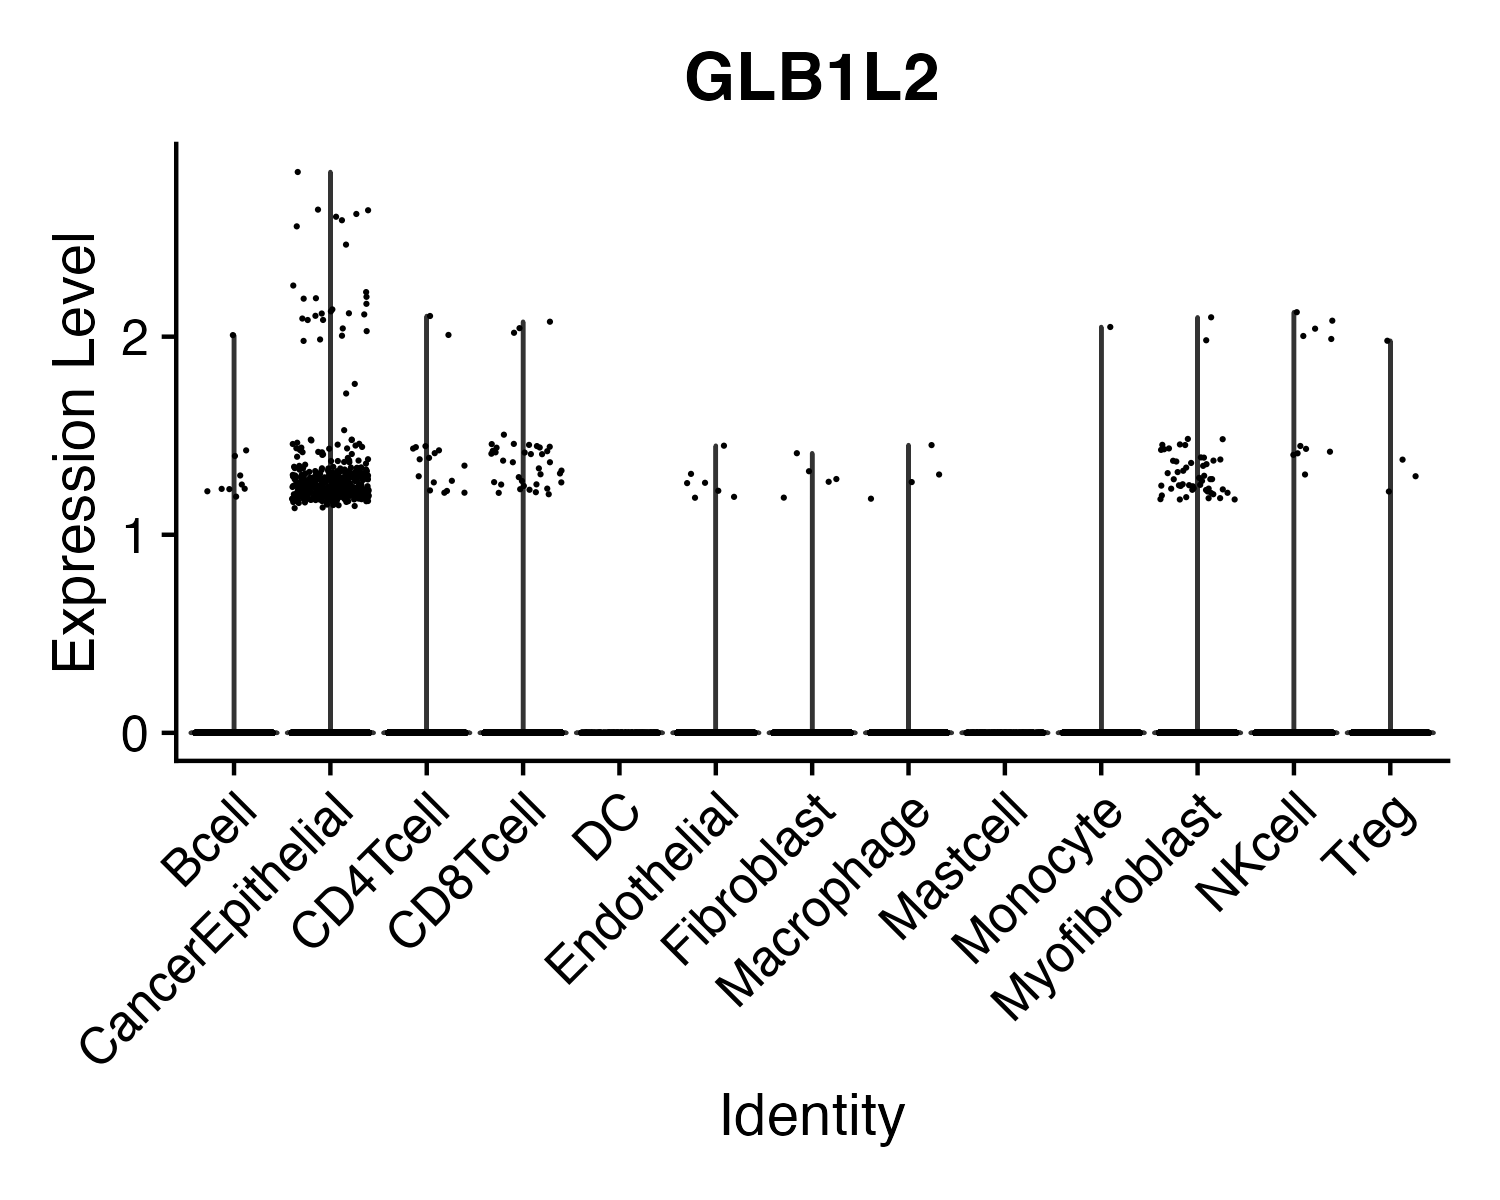 GLB1L2
Expression Level
2
1
0
Bcell
CancerEpithelial
CD4Tcell
CD8Tcell
DC
Endothelial
Fibroblast
Macrophage
Mastcell
Monocyte
Myofibroblast
NKcell
Treg
Identity